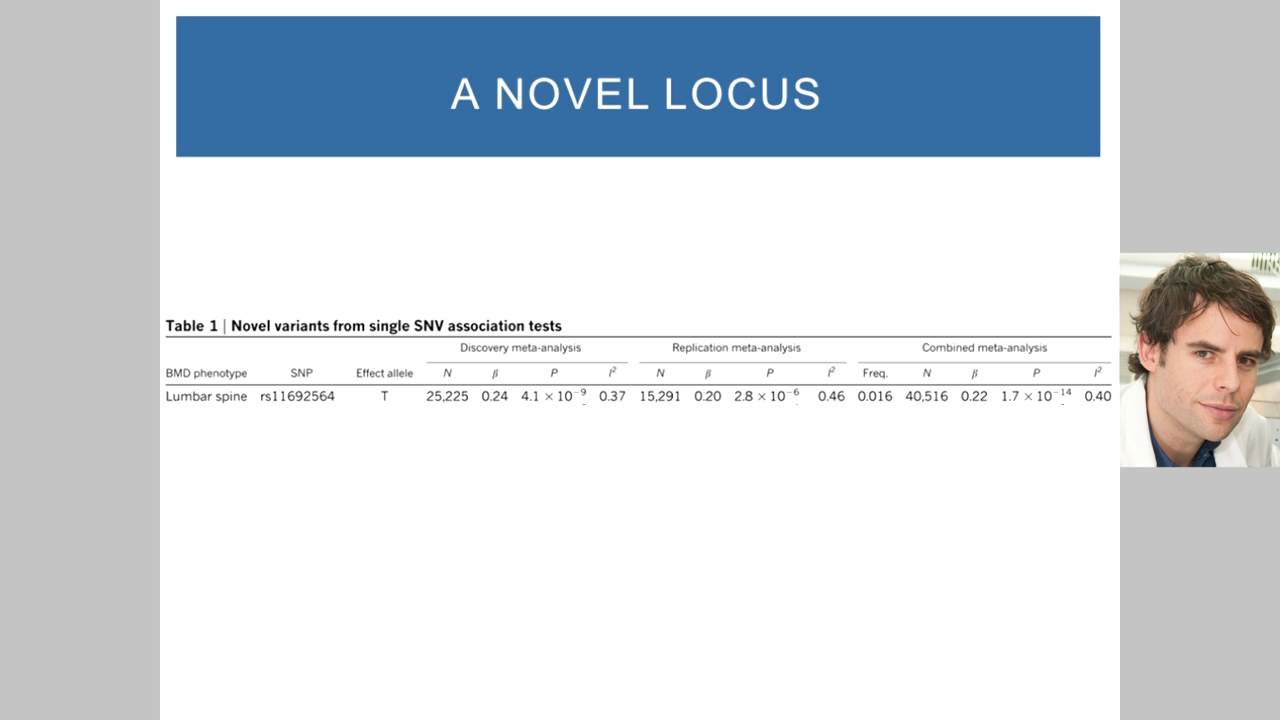 A NOVEL LOCUS
Table 1 | Novel variants from single SNV association tests
Discovery meta-analysis Replication meta-analysis Combined meta-analysis
BMD phenotype SNP Effect allele N β P I² N β P I² Freq. N β P I²
Lumbar spine rs11692564 T 25,225 0.24 4.1 × 10⁻⁹ 0.37 15,291 0.20 2.8 × 10⁻⁶ 0.46 0.016 40,516 0.22 1.7 × 10⁻¹⁴ 0.40